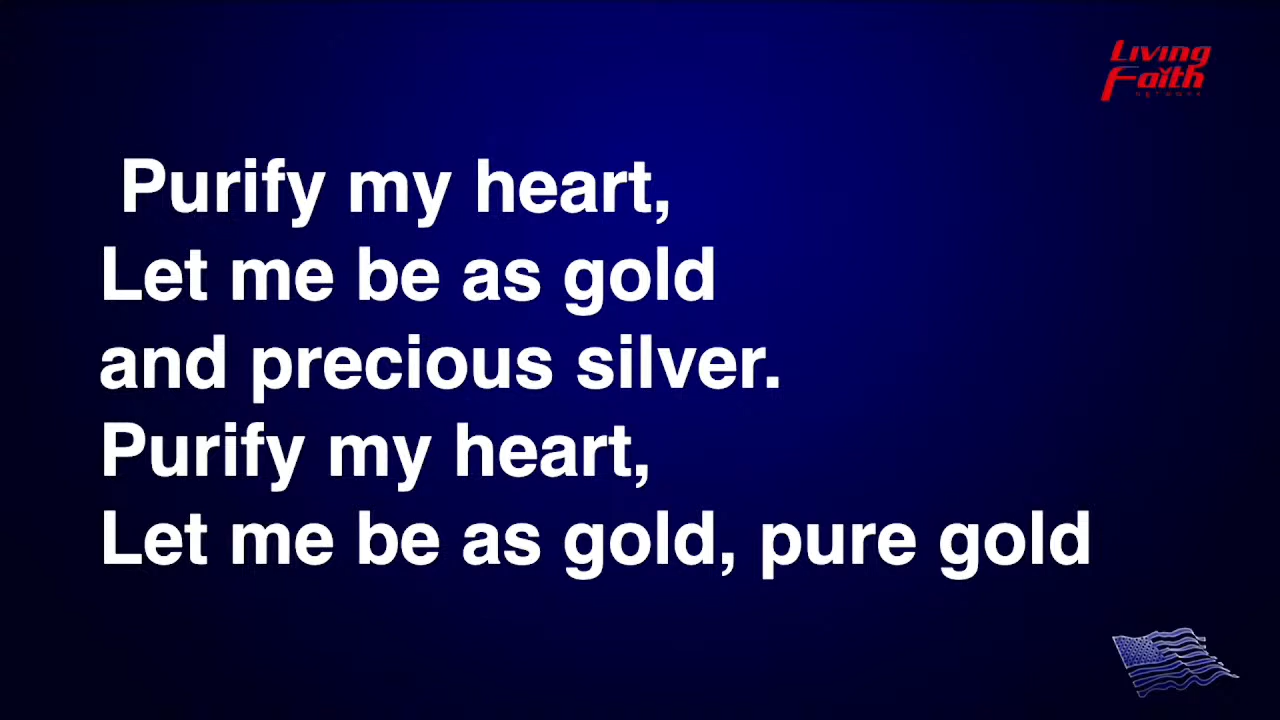 Living
Faith
NETWORK
Purify my heart,
Let me be as gold
and precious silver.
Purify my heart,
Let me be as gold, pure gold